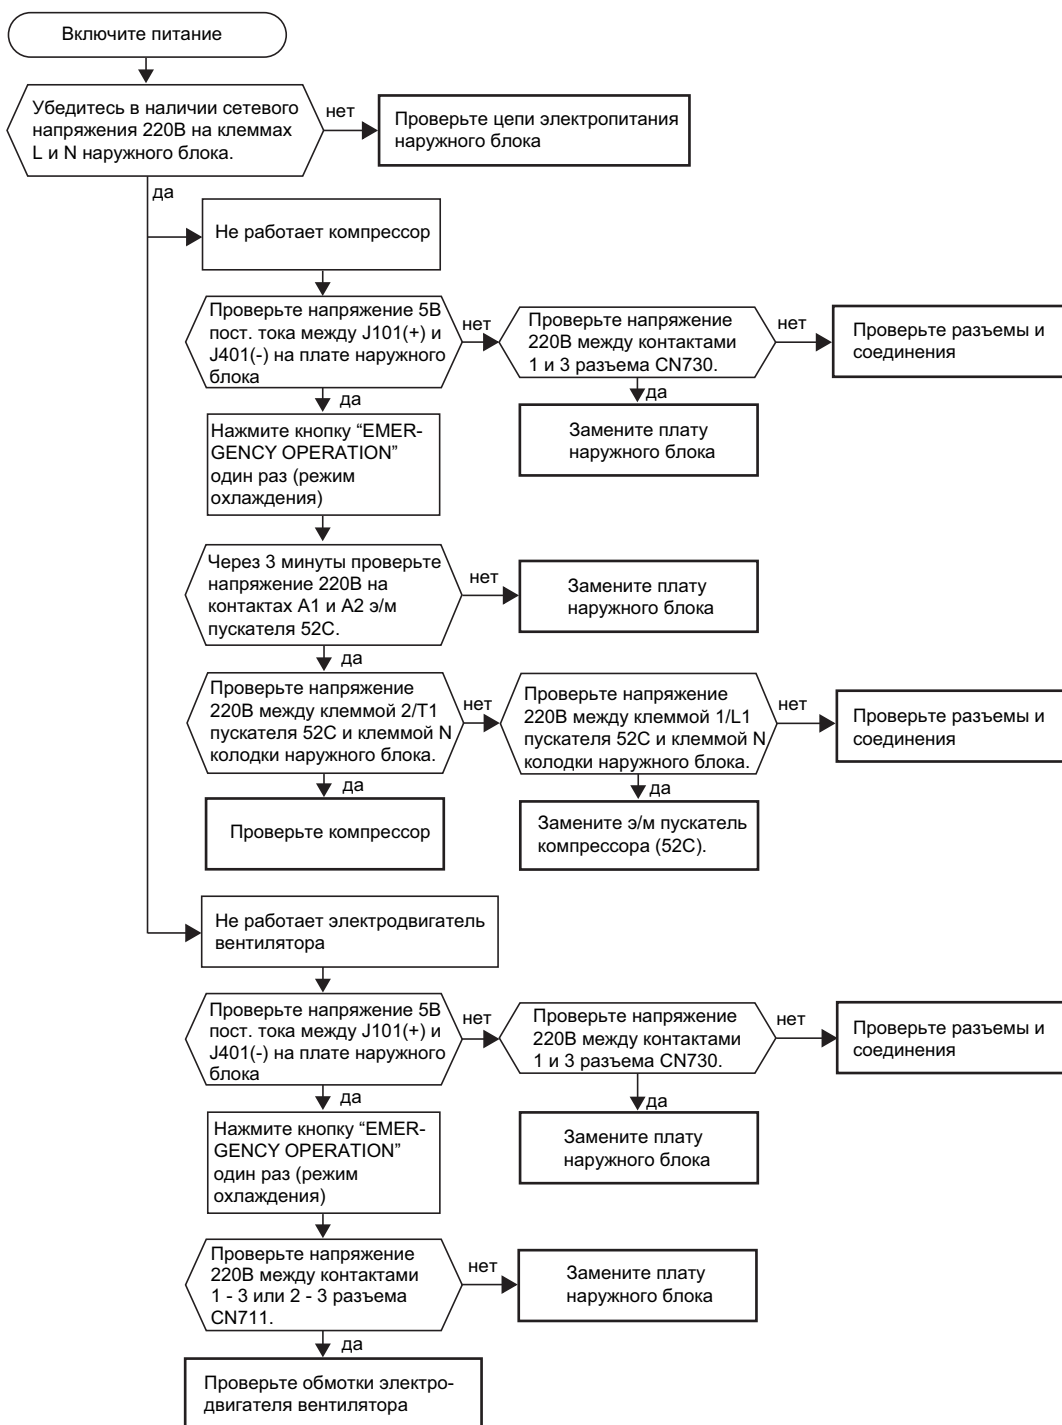 Включите питание
Убедитесь в наличии сетевого
напряжения 220В на клеммах
L и N наружного блока.
нет
Проверьте цепи электропитания
наружного блока
да
Не работает компрессор
Проверьте напряжение 5В
пост. тока между J101(+) и
J401(-) на плате наружного
блока
нет
Проверьте напряжение
220В между контактами
1 и 3 разъема CN730.
нет
Проверьте разъемы и
соединения
да
да
Нажмите кнопку “EMER-
GENCY OPERATION”
один раз (режим
охлаждения)
Замените плату
наружного блока
Через 3 минуты проверьте
напряжение 220В на
контактах А1 и А2 э/м
пускателя 52С.
нет
Замените плату
наружного блока
да
Проверьте напряжение
220В между клеммой 2/Т1
пускателя 52С и клеммой N
колодки наружного блока.
нет
Проверьте напряжение
220В между клеммой 1/L1
пускателя 52С и клеммой N
колодки наружного блока.
нет
Проверьте разъемы и
соединения
да
да
Проверьте компрессор
Замените э/м пускатель
компрессора (52С).
Не работает электродвигатель
вентилятора
Проверьте напряжение 5В
пост. тока между J101(+) и
J401(-) на плате наружного
блока
нет
Проверьте напряжение
220В между контактами
1 и 3 разъема CN730.
нет
Проверьте разъемы и
соединения
да
да
Нажмите кнопку “EMER-
GENCY OPERATION”
один раз (режим
охлаждения)
Замените плату
наружного блока
Проверьте напряжение
220В между контактами
1 - 3 или 2 - 3 разъема
CN711.
нет
Замените плату
наружного блока
да
Проверьте обмотки электро-
двигателя вентилятора